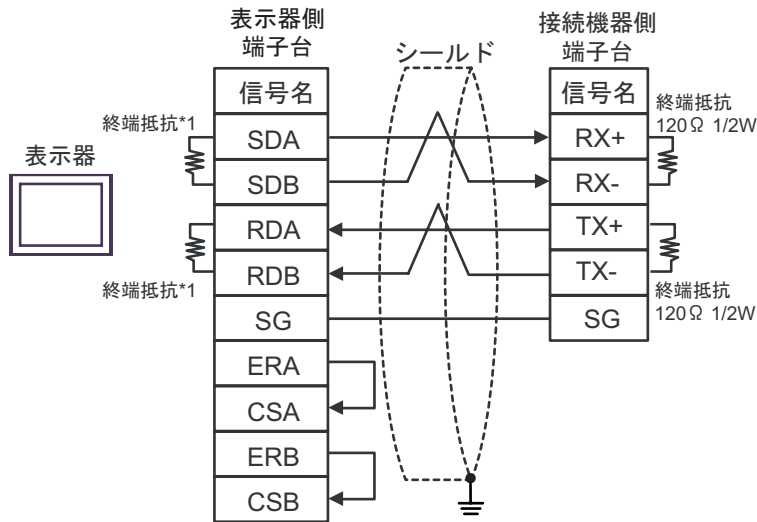 表示器側
端子台
シールド
接続機器側
端子台
信号名
信号名
終端抵抗*1
終端抵抗
120Ω 1/2W
表示器
SDA
RX+
SDB
RX-
RDA
TX+
RDB
TX-
終端抵抗*1
終端抵抗
120Ω 1/2W
SG
SG
ERA
CSA
ERB
CSB